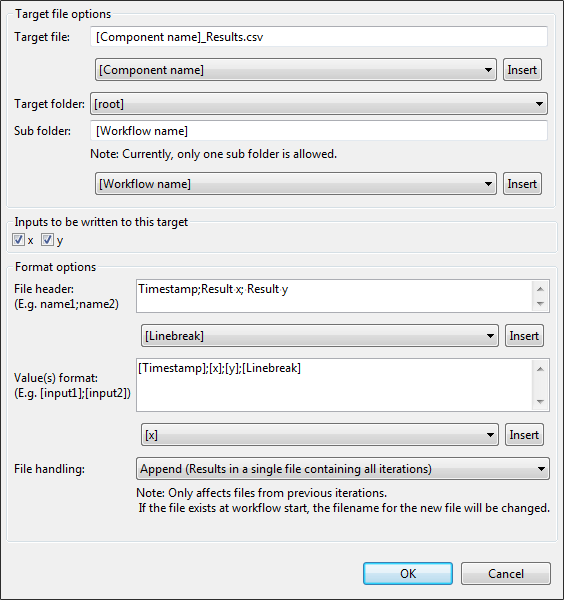 Target file options
Target file: [Component name]_Results.csv
[Component name] Insert
Target folder: [root]
Sub folder: [Workflow name]
Note: Currently, only one sub folder is allowed.
[Workflow name] Insert
Inputs to be written to this target
x y
Format options
File header: Timestamp;Result x; Result y
(E.g. name1;name2)
[Linebreak] Insert
[Timestamp];[x];[y];[Linebreak]
Value(s) format:
(E.g. [input1];[input2])
[x] Insert
File handling: Append (Results in a single file containing all iterations)
Note: Only affects files from previous iterations.
If the file exists at workflow start, the filename for the new file will be changed.
OK Cancel